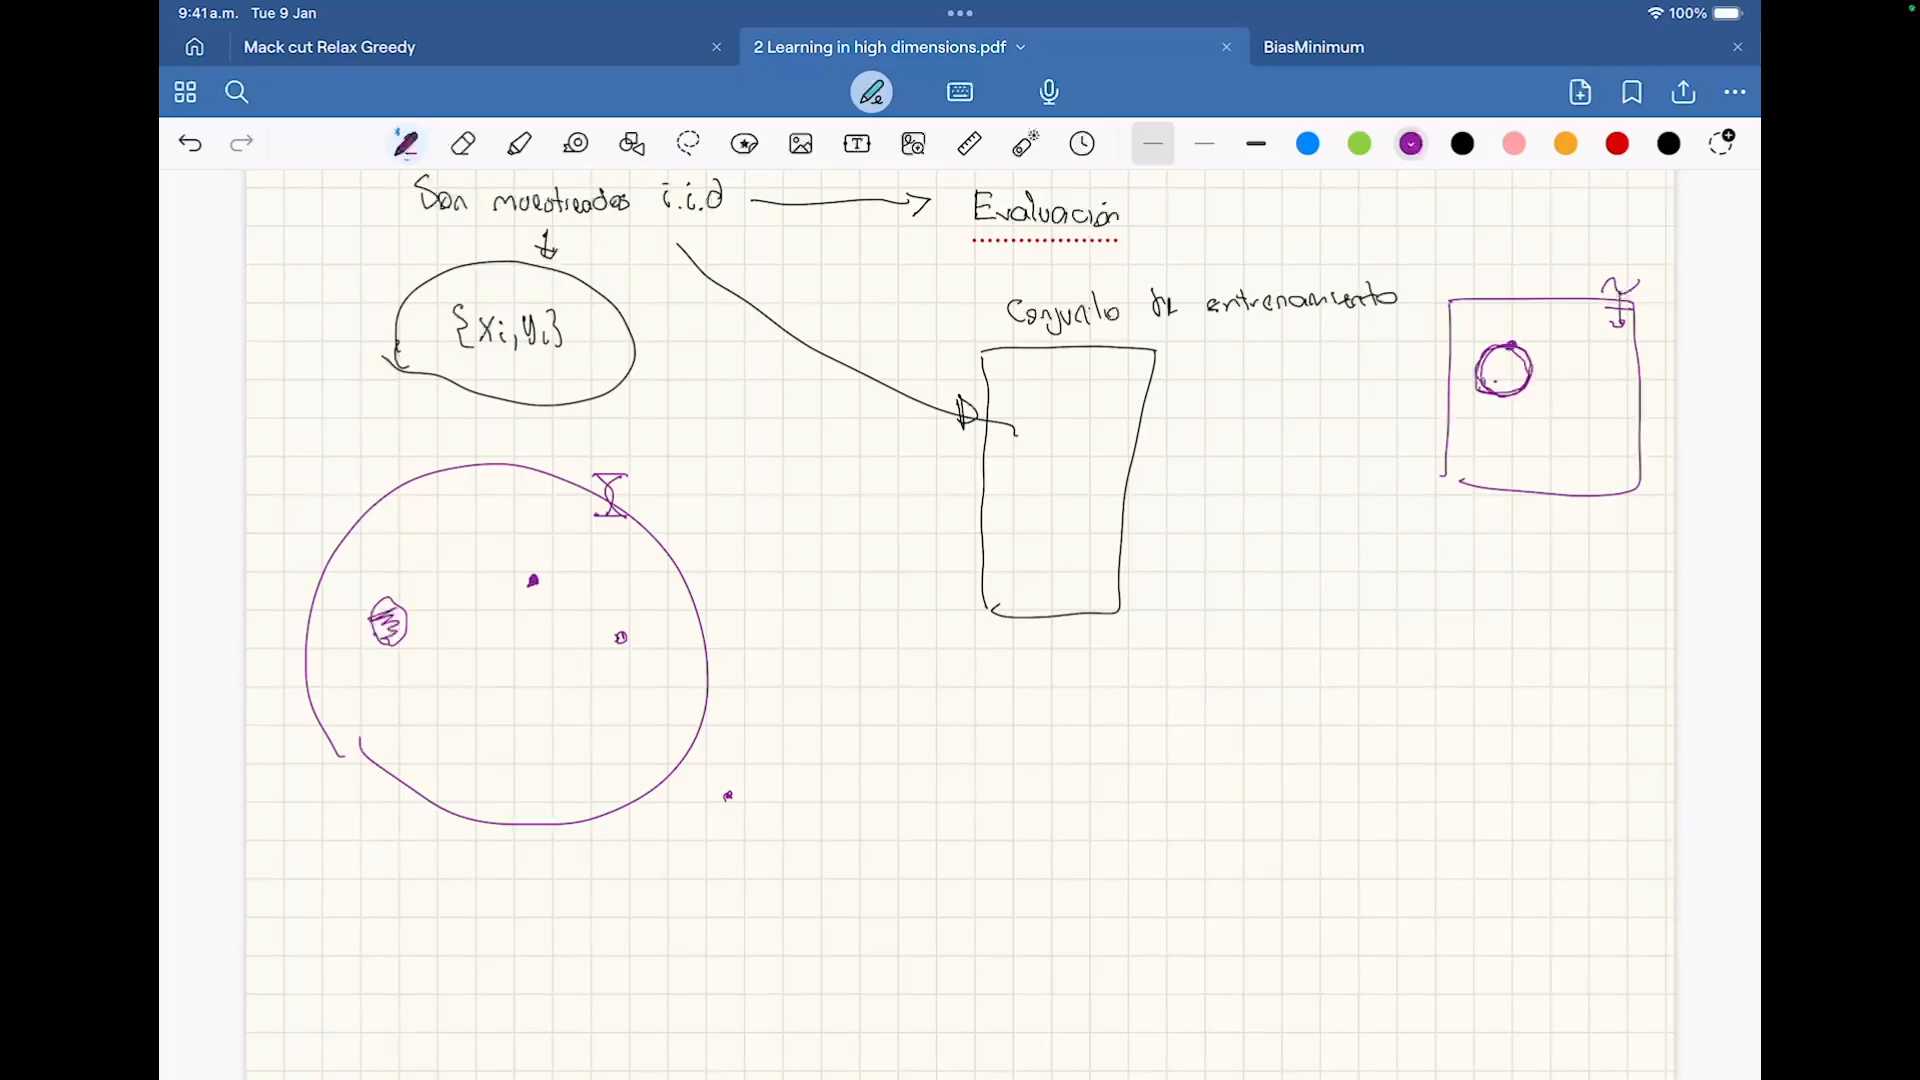 9:41 a.m. Tue 9 Jan
100%
Mack cut Relax Greedy
2 Learning in high dimensions.pdf
BiasMinimum
Son muestreados i.i.d
Evaluación
{xi, yi}
Conjunto de entrenamiento
X